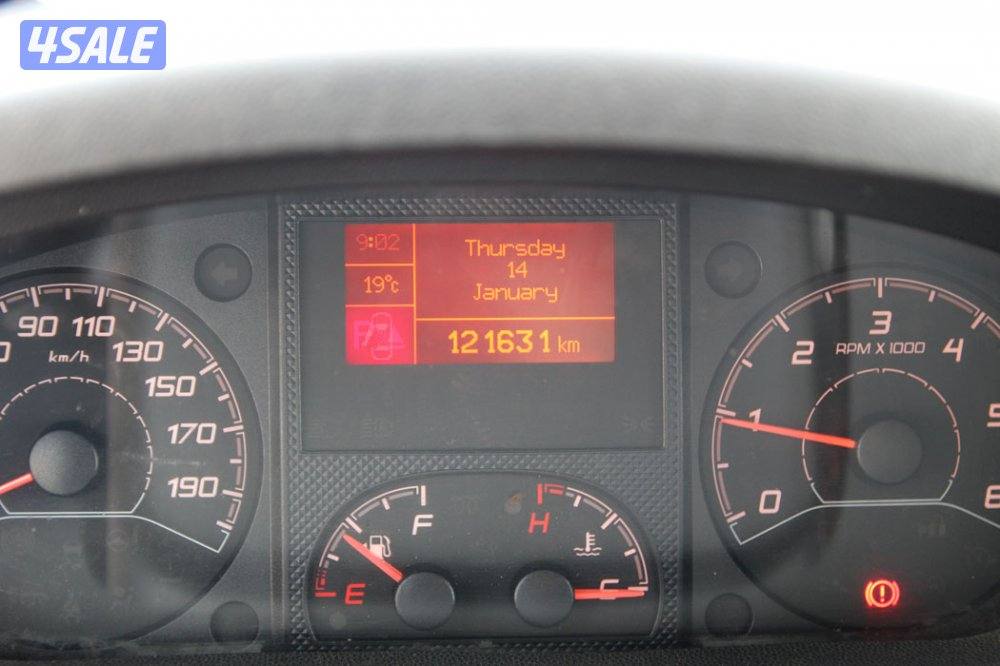 4SALE
9:02
Thursday
14
January
19°c
121631 km
90 110 130 150 170 190
km/h
0 1 2 3 4
RPM X 1000
E F
H C